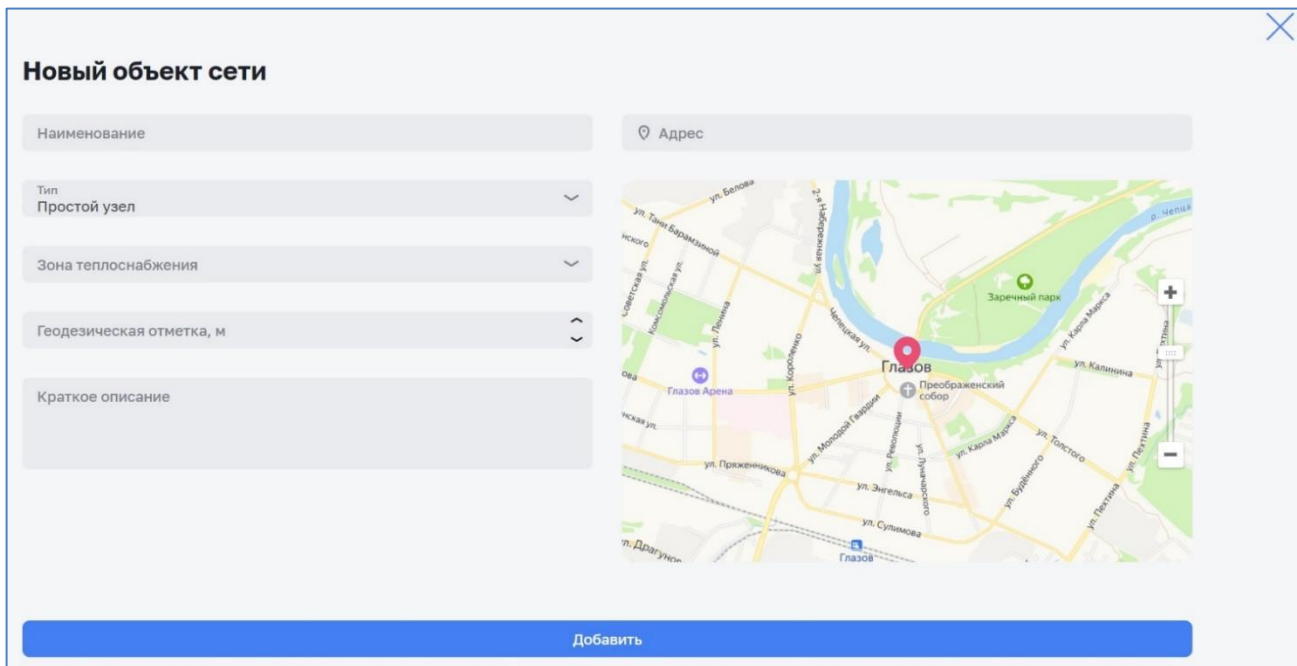 Новый объект сети
Наименование
Адрес
Тип
Простой узел
Зона теплоснабжения
Геодезическая отметка, м
Краткое описание
ул. Белова
2-я Набережная ул.
р. Чепца
ул. Тани Барамзиной
Советская ул.
Комсомольская ул.
ул. Ленина
Заречный парк
ул. Карла Маркса
Чепецкая ул.
ул. Короленко
Глазов
Преображенский
собор
ул. Калинина
Глазов Арена
ул. Молодой Гвардии
ул. Революции
ул. Луначарского
ул. Карла Маркса
ул. Толстого
ул. Будённого
ул. Пехтина
ул. Пряженникова
ул. Энгельса
ул. Сулимова
ул. Пехтина
Глазов
Добавить